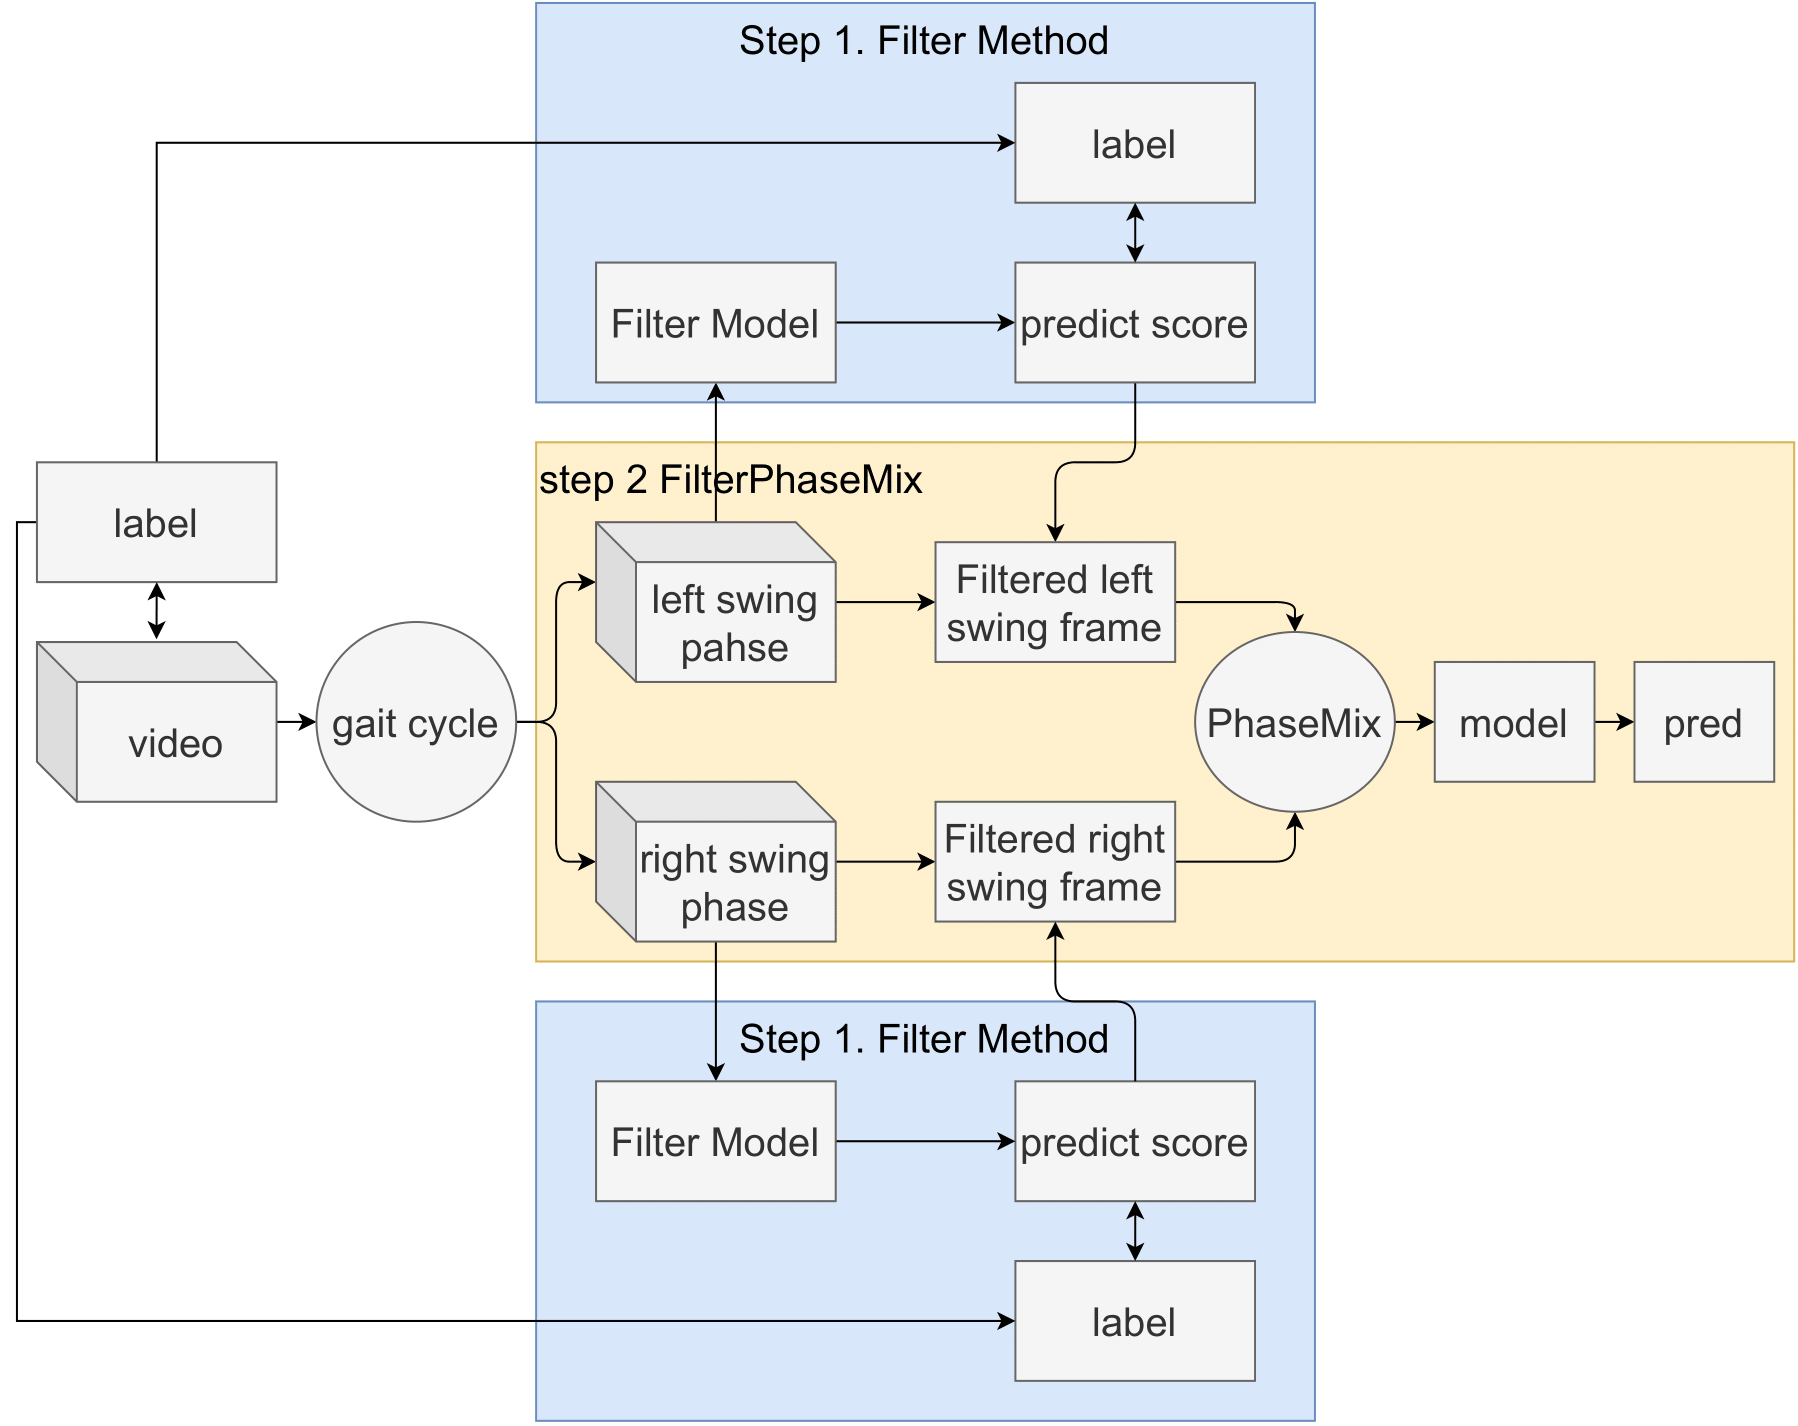 Step 1. Filter Method
label
Filter Model
predict score
label
video
gait cycle
step 2 FilterPhaseMix
left swing
pahse
Filtered left
swing frame
right swing
phase
Filtered right
swing frame
PhaseMix
model
pred
Step 1. Filter Method
Filter Model
predict score
label